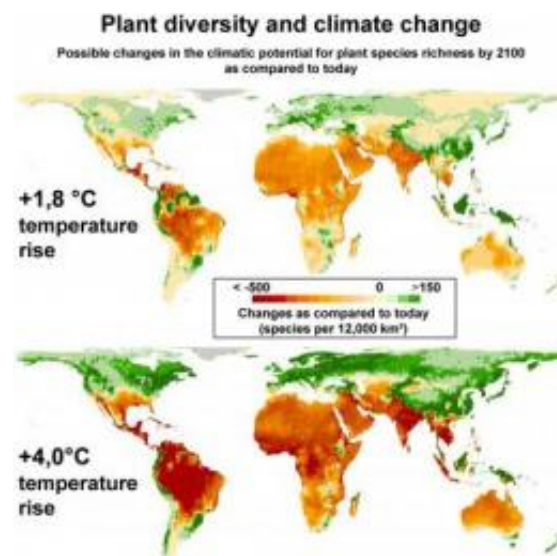 Plant diversity and climate change
Possible changes in the climatic potential for plant species richness by 2100
as compared to today
+1,8 °C
temperature
rise
< -500 0 >150
Changes as compared to today
(species per 12,000 km²)
+4,0°C
temperature
rise